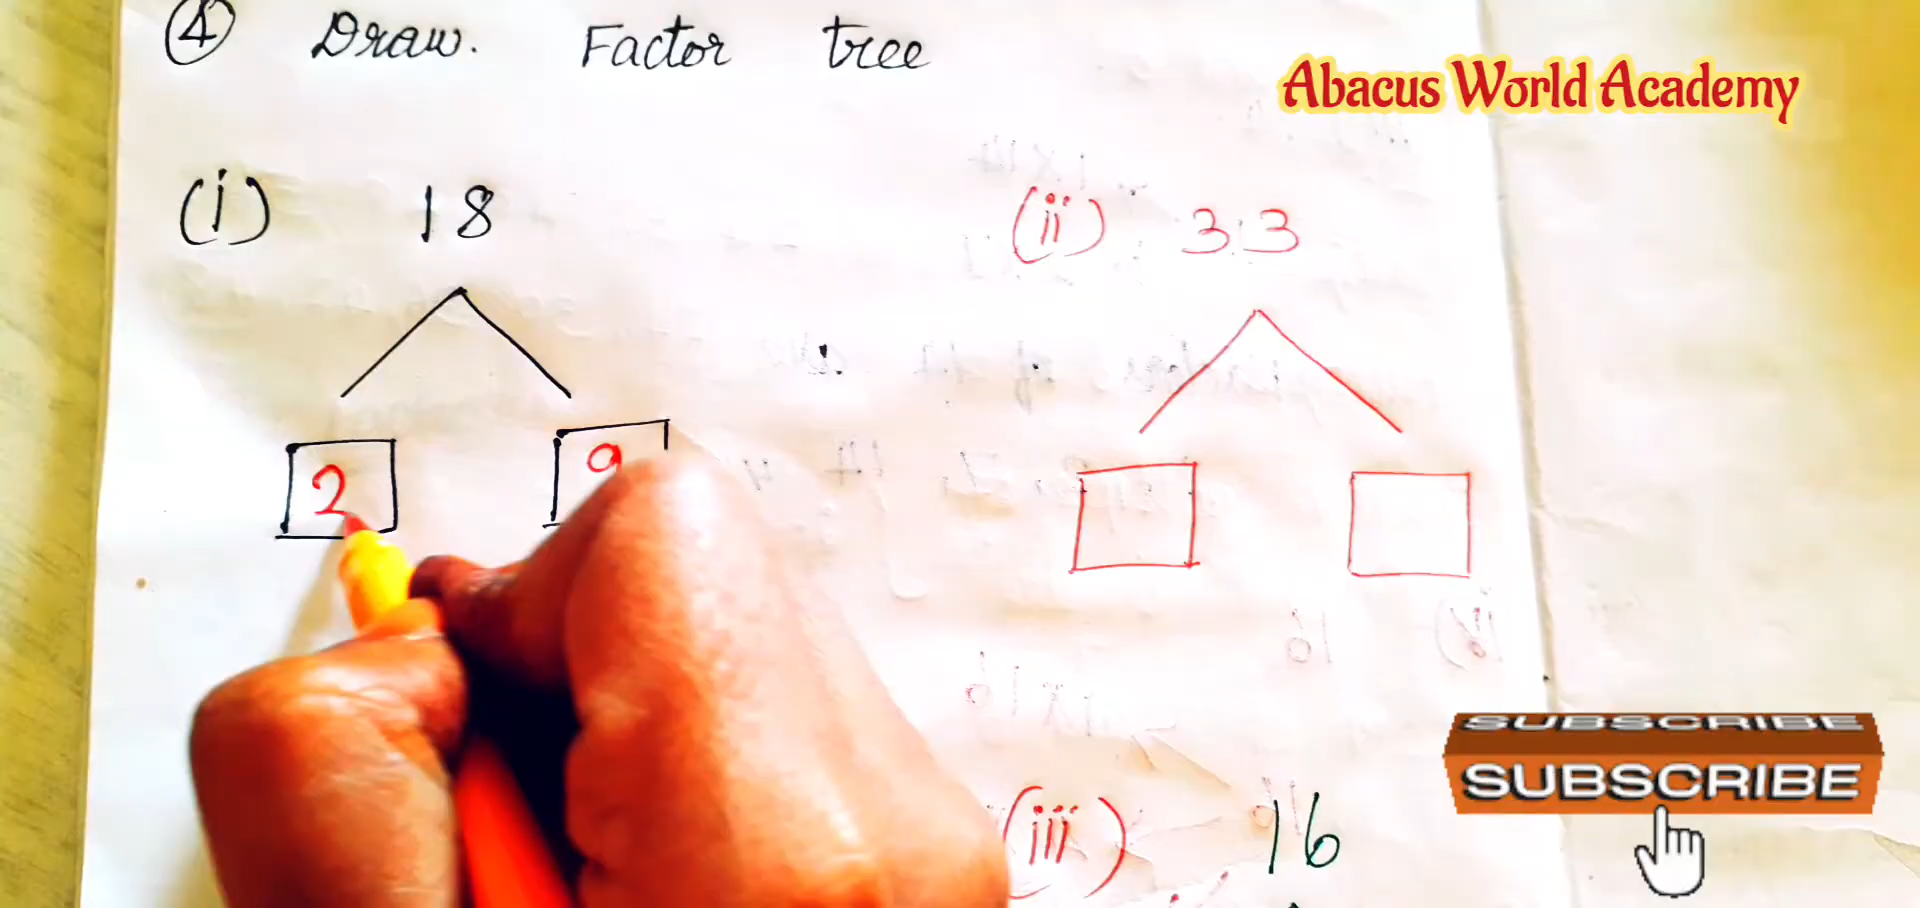 ④ Draw. Factor tree
Abacus World Academy
(i) 18
(ii) 33
2 9
(iii) 16
SUBSCRIBE
SUBSCRIBE